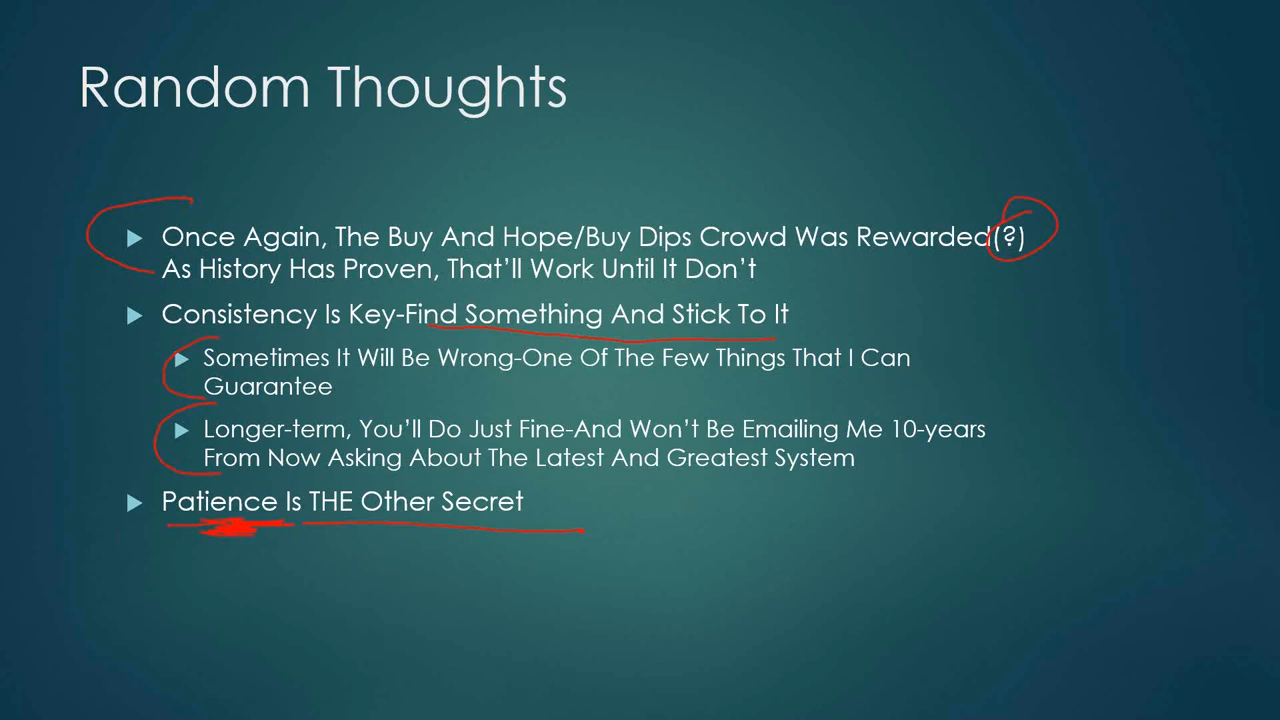 Random Thoughts
Once Again, The Buy And Hope/Buy Dips Crowd Was Rewarded(?)
As History Has Proven, That'll Work Until It Don't
Consistency Is Key-Find Something And Stick To It
Sometimes It Will Be Wrong-One Of The Few Things That I Can
Guarantee
Longer-term, You'll Do Just Fine-And Won't Be Emailing Me 10-years
From Now Asking About The Latest And Greatest System
Patience Is THE Other Secret